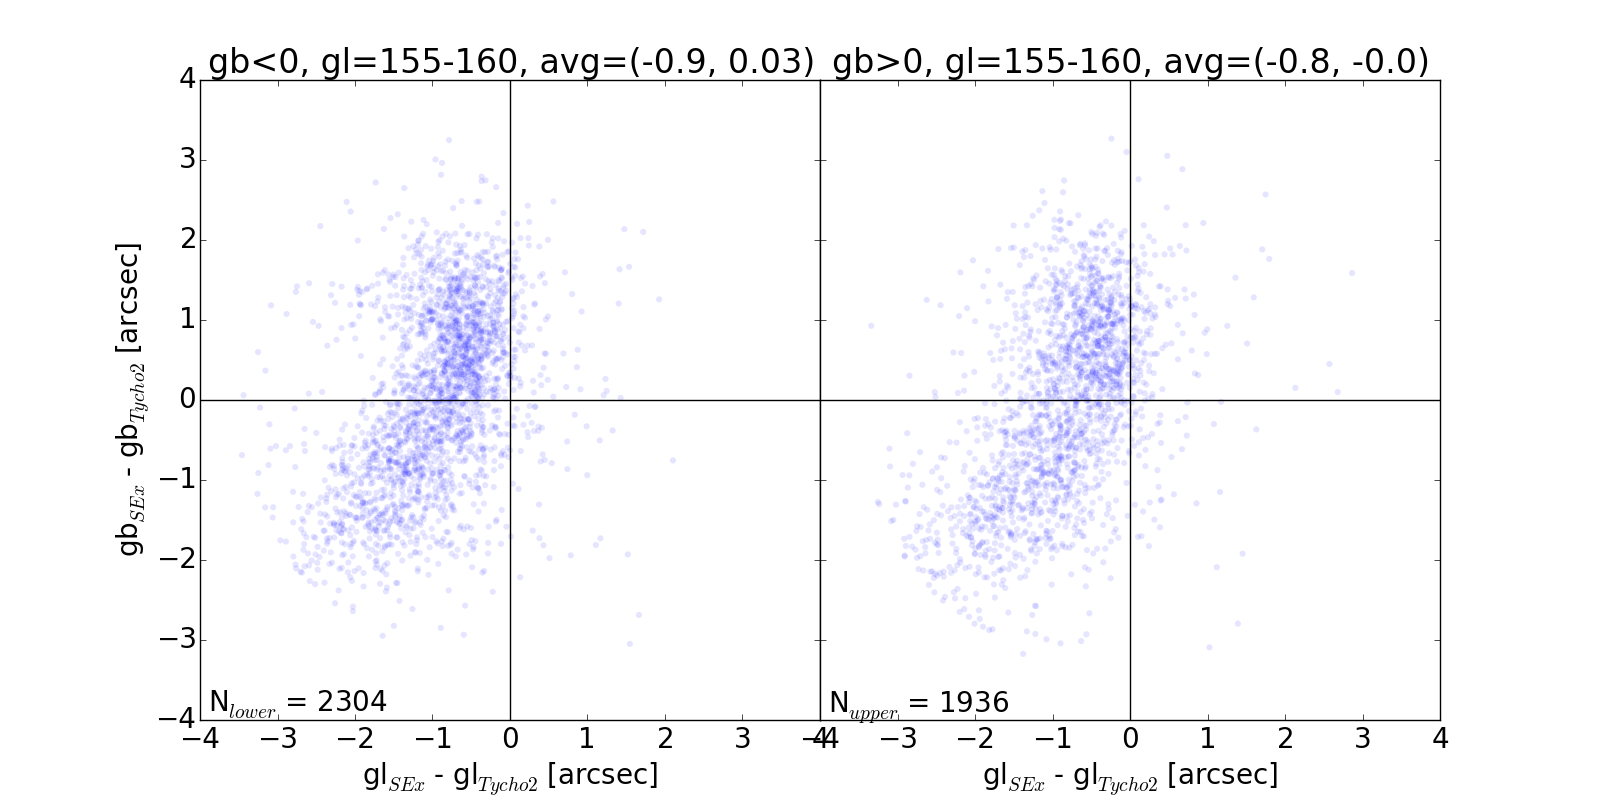 gb<0, gl=155-160, avg=(-0.9, 0.03)
gb>0, gl=155-160, avg=(-0.8, -0.0)
4
3
2
1
0
−1
−2
−3
−4
gb_SEx - gb_Tycho2 [arcsec]
N_lower = 2304
N_upper = 1936
−4 −3 −2 −1 0 1 2 3 4
−4 −3 −2 −1 0 1 2 3 4
gl_SEx - gl_Tycho2 [arcsec]
gl_SEx - gl_Tycho2 [arcsec]